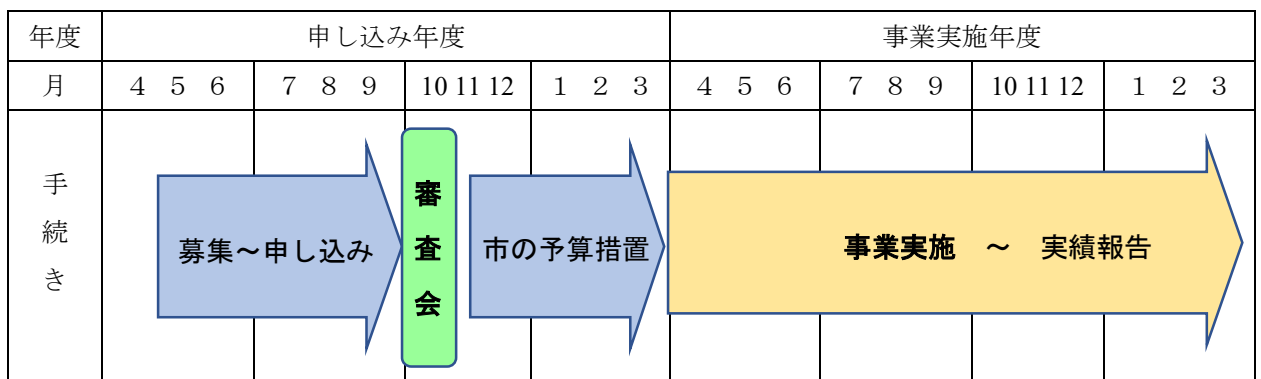 年度 申し込み年度 事業実施年度
月 4 5 6 7 8 9 10 11 12 1 2 3 4 5 6 7 8 9 10 11 12 1 2 3
手続き
募集～申し込み
審査会
市の予算措置
事業実施 ～ 実績報告